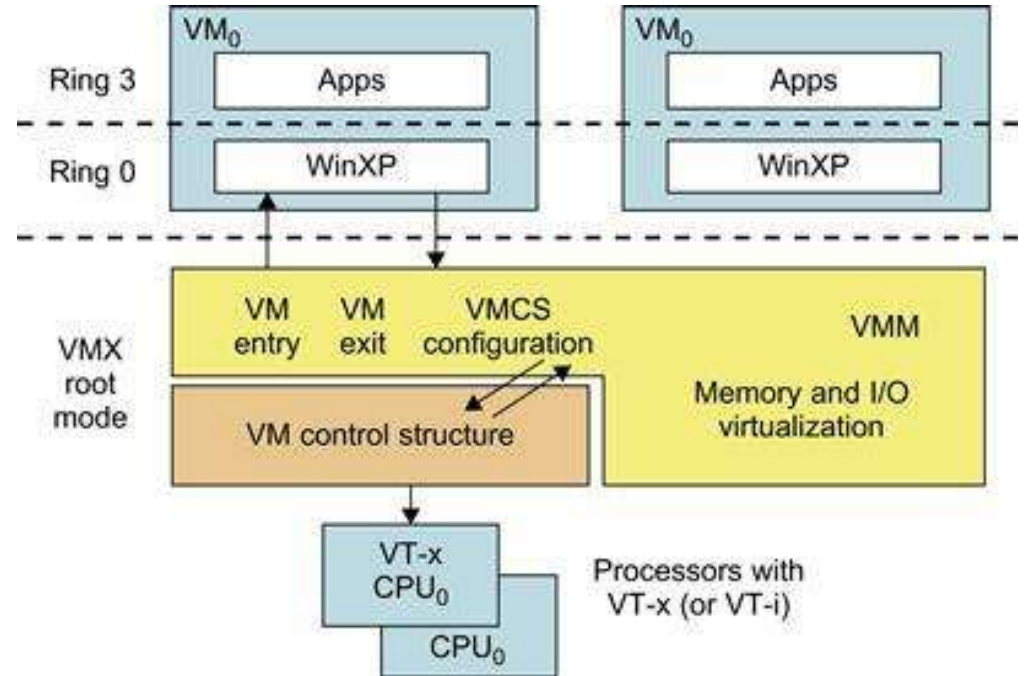 VM0
VM0
Ring 3
Apps
Apps
Ring 0
WinXP
WinXP
VM
entry
VM
exit
VMCS
configuration
VMM
VMX
root
mode
Memory and I/O
virtualization
VM control structure
VT-x
CPU0
Processors with
VT-x (or VT-i)
CPU0